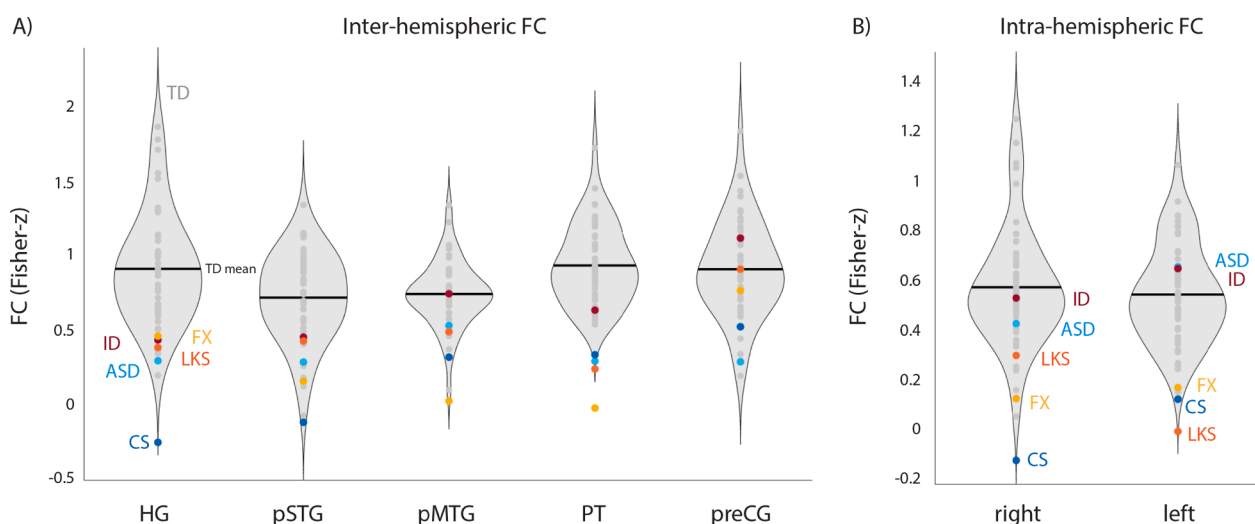 A) Inter-hemispheric FC
FC (Fisher-z)
2
1.5
1
0.5
0
-0.5
TD
TD mean
ID
FX
LKS
ASD
CS
HG pSTG pMTG PT preCG
B) Intra-hemispheric FC
FC (Fisher-z)
1.4
1.2
1
0.8
0.6
0.4
0.2
0
-0.2
ID
ASD
LKS
FX
CS
ASD
ID
FX
CS
LKS
right left